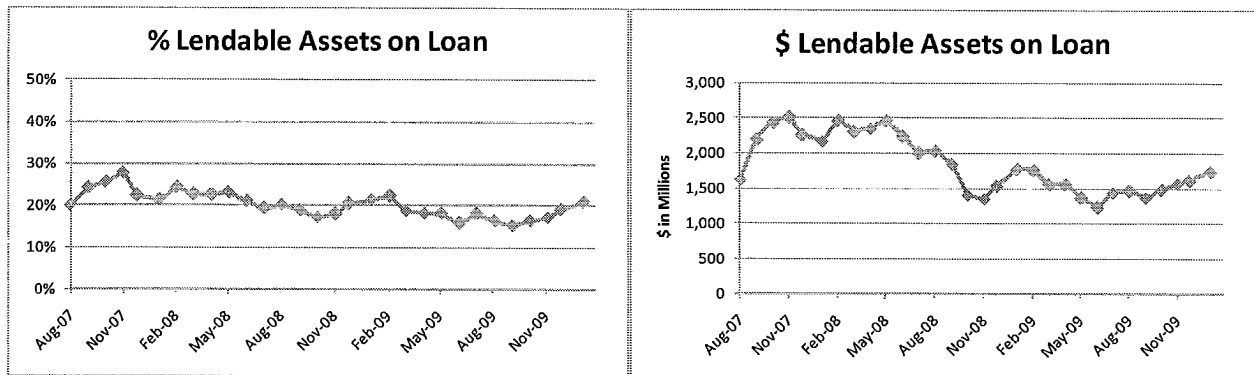 % Lendable Assets on Loan
50%
40%
30%
20%
10%
0%
Aug-07 Nov-07 Feb-08 May-08 Aug-08 Nov-08 Feb-09 May-09 Aug-09 Nov-09
$ Lendable Assets on Loan
$ in Millions
3,000
2,500
2,000
1,500
1,000
500
0
Aug-07 Nov-07 Feb-08 May-08 Aug-08 Nov-08 Feb-09 May-09 Aug-09 Nov-09